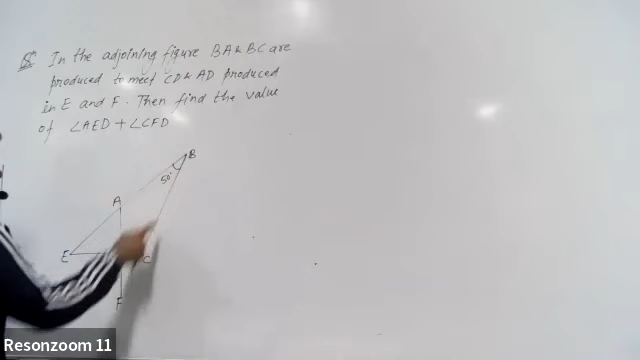 Q. In the adjoining figure BA & BC are
produced to meet CD & AD produced
in E and F. Then find the value
of ∠AED + ∠CFD
B
50°
A
E
C
F
Resonzoom 11